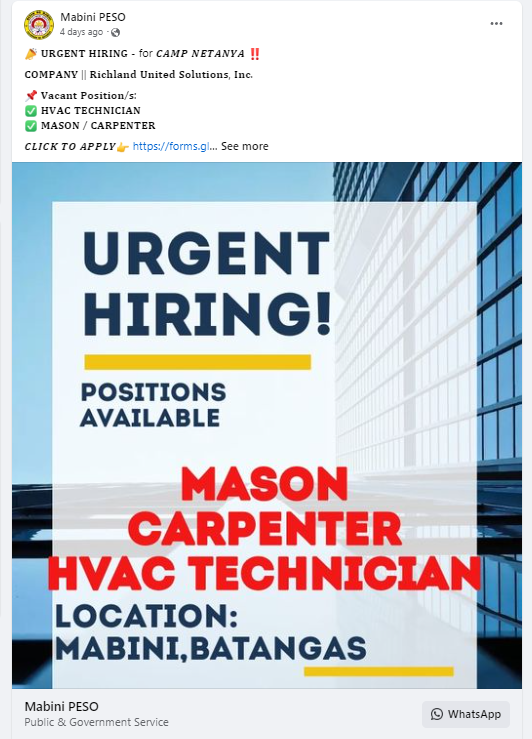 Mabini PESO
4 days ago ·
🎉 URGENT HIRING - for CAMP NETANYA ‼️
COMPANY || Richland United Solutions, Inc.
📌 Vacant Position/s:
✅ HVAC TECHNICIAN
✅ MASON / CARPENTER
CLICK TO APPLY👉 https://forms.gl... See more
URGENT
HIRING!
POSITIONS
AVAILABLE
MASON
CARPENTER
HVAC TECHNICIAN
LOCATION:
MABINI,BATANGAS
Mabini PESO
Public & Government Service
WhatsApp